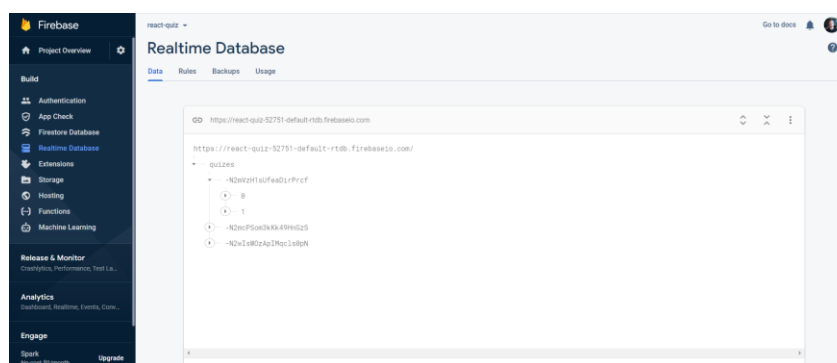 Firebase
Project Overview
Build
Authentication
App Check
Firestore Database
Realtime Database
Extensions
Storage
Hosting
Functions
Machine Learning
Release & Monitor
Crashlytics, Performance, Test La...
Analytics
Dashboard, Realtime, Events, Conv...
Engage
Spark
Upgrade
react-quiz
Go to docs
Realtime Database
Data Rules Backups Usage
https://react-quiz-52751-default-rtdb.firebaseio.com
https://react-quiz-52751-default-rtdb.firebaseio.com/
quizes
0
1